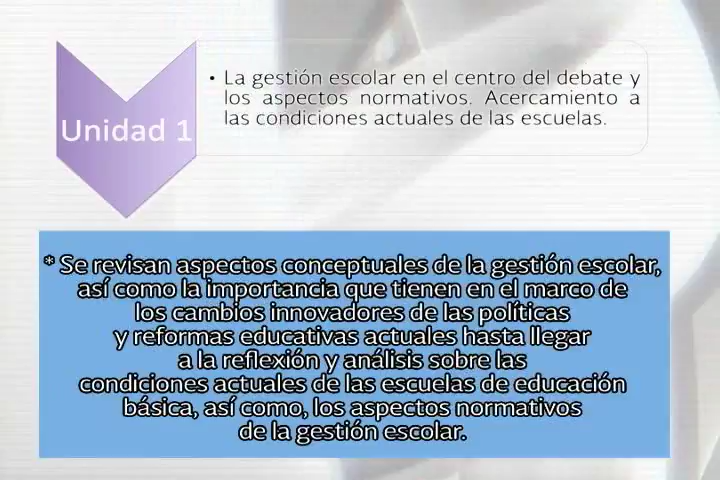 Unidad 1
• La gestión escolar en el centro del debate y
los aspectos normativos. Acercamiento a
las condiciones actuales de las escuelas.
* Se revisan aspectos conceptuales de la gestión escolar,
así como la importancia que tienen en el marco de
los cambios innovadores de las políticas
y reformas educativas actuales hasta llegar
a la reflexión y análisis sobre las
condiciones actuales de las escuelas de educación
básica, así como, los aspectos normativos
de la gestión escolar.